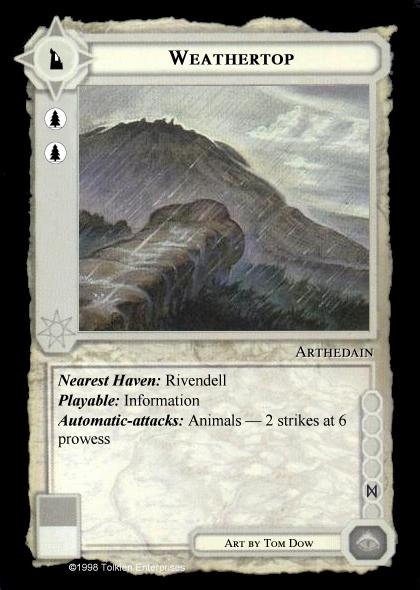 WEATHERTOP
ARTHEDAIN
Nearest Haven: Rivendell
Playable: Information
Automatic-attacks: Animals — 2 strikes at 6
prowess
ART BY TOM DOW
©1998 Tolkien Enterprises